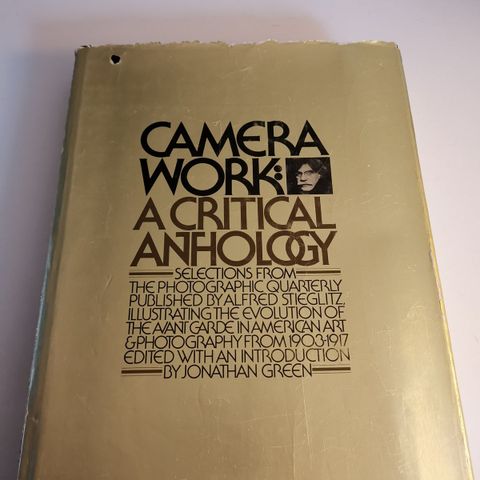 CAMERA
WORK:
A CRITICAL
ANTHOLOGY
SELECTIONS FROM
THE PHOTOGRAPHIC QUARTERLY
PUBLISHED BY ALFRED STIEGLITZ,
ILLUSTRATING THE EVOLUTION OF
THE AVANT GARDE IN AMERICAN ART
& PHOTOGRAPHY FROM 1903-1917
EDITED WITH AN INTRODUCTION
BY JONATHAN GREEN